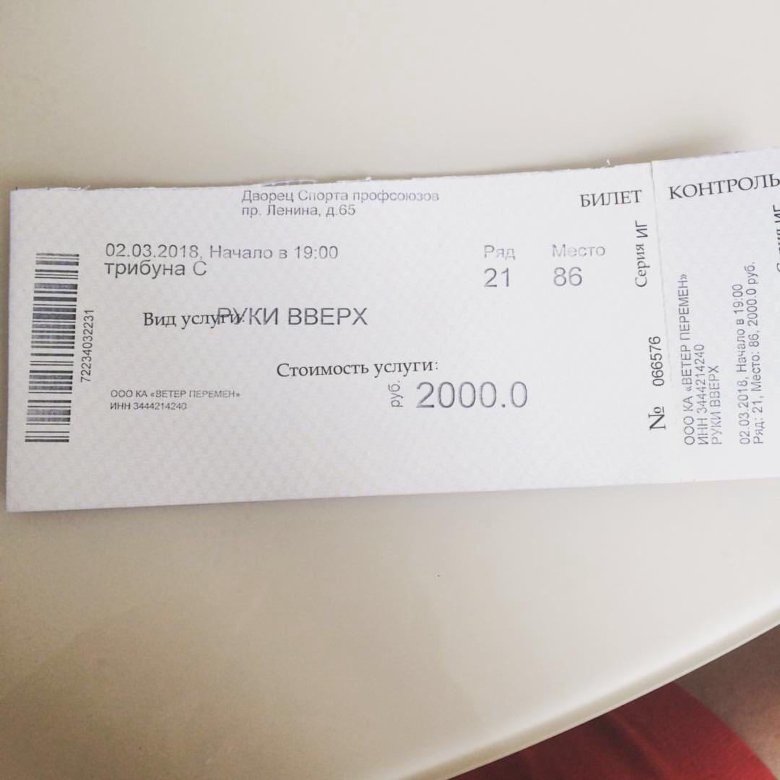 Дворец Спорта профсоюзов
пр. Ленина, д.65
БИЛЕТ
КОНТРОЛЬ
02.03.2018, Начало в 19:00
трибуна С
Ряд Место
21 86
Вид услуги: РУКИ ВВЕРХ
Стоимость услуги:
руб. 2000.0
ООО КА «ВЕТЕР ПЕРЕМЕН»
ИНН 3444214240
72234032231
Серия ИГ
№ 066576
ООО КА «ВЕТЕР ПЕРЕМЕН»
ИНН 3444214240
РУКИ ВВЕРХ
02.03.2018, Начало в 19:00
Ряд: 21, Место: 86, 2000.0 руб.
Серия ИГ